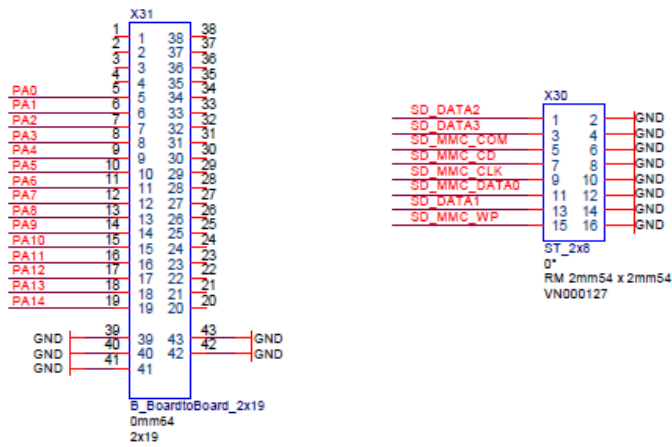 X31
1 1 38 38
2 2 37 37
3 3 36 36
4 4 35 35
PA0 5 5 34 34
PA1 6 6 33 33
PA2 7 7 32 32
PA3 8 8 31 31
PA4 9 9 30 30
PA5 10 10 29 29
PA6 11 11 28 28
PA7 12 12 27 27
PA8 13 13 26 26
PA9 14 14 25 25
PA10 15 15 24 24
PA11 16 16 23 23
PA12 17 17 22 22
PA13 18 18 21 21
PA14 19 19 20 20
GND 39 39 43 43 GND
GND 40 40 42 42 GND
GND 41 41
B_BoardtoBoard_2x19
0mm64
2x19
X30
SD_DATA2 1 2 GND
SD_DATA3 3 4 GND
SD_MMC_COM 5 6 GND
SD_MMC_CD 7 8 GND
SD_MMC_CLK 9 10 GND
SD_MMC_DATA0 11 12 GND
SD_DATA1 13 14 GND
SD_MMC_WP 15 16 GND
ST_2x8
0°
RM 2mm54 x 2mm54
VN000127